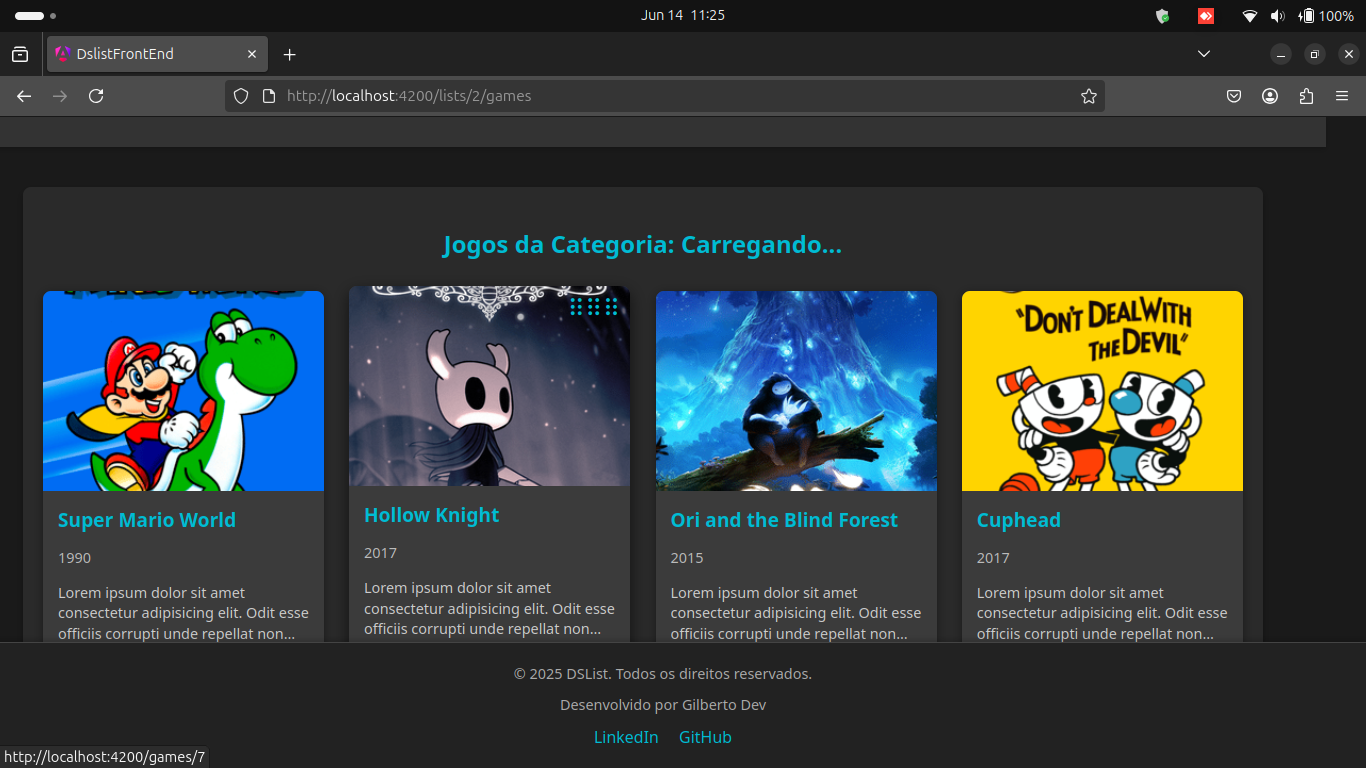 Jun 14 11:25
100%
DslistFrontEnd
http://localhost:4200/lists/2/games
Jogos da Categoria: Carregando...
"DON'T DEAL WITH
THE DEVIL"
Super Mario World
1990
Lorem ipsum dolor sit amet
consectetur adipisicing elit. Odit esse
officiis corrupti unde repellat non...
Hollow Knight
2017
Lorem ipsum dolor sit amet
consectetur adipisicing elit. Odit esse
officiis corrupti unde repellat non...
Ori and the Blind Forest
2015
Lorem ipsum dolor sit amet
consectetur adipisicing elit. Odit esse
officiis corrupti unde repellat non...
Cuphead
2017
Lorem ipsum dolor sit amet
consectetur adipisicing elit. Odit esse
officiis corrupti unde repellat non...
© 2025 DSList. Todos os direitos reservados.
Desenvolvido por Gilberto Dev
LinkedIn GitHub
http://localhost:4200/games/7